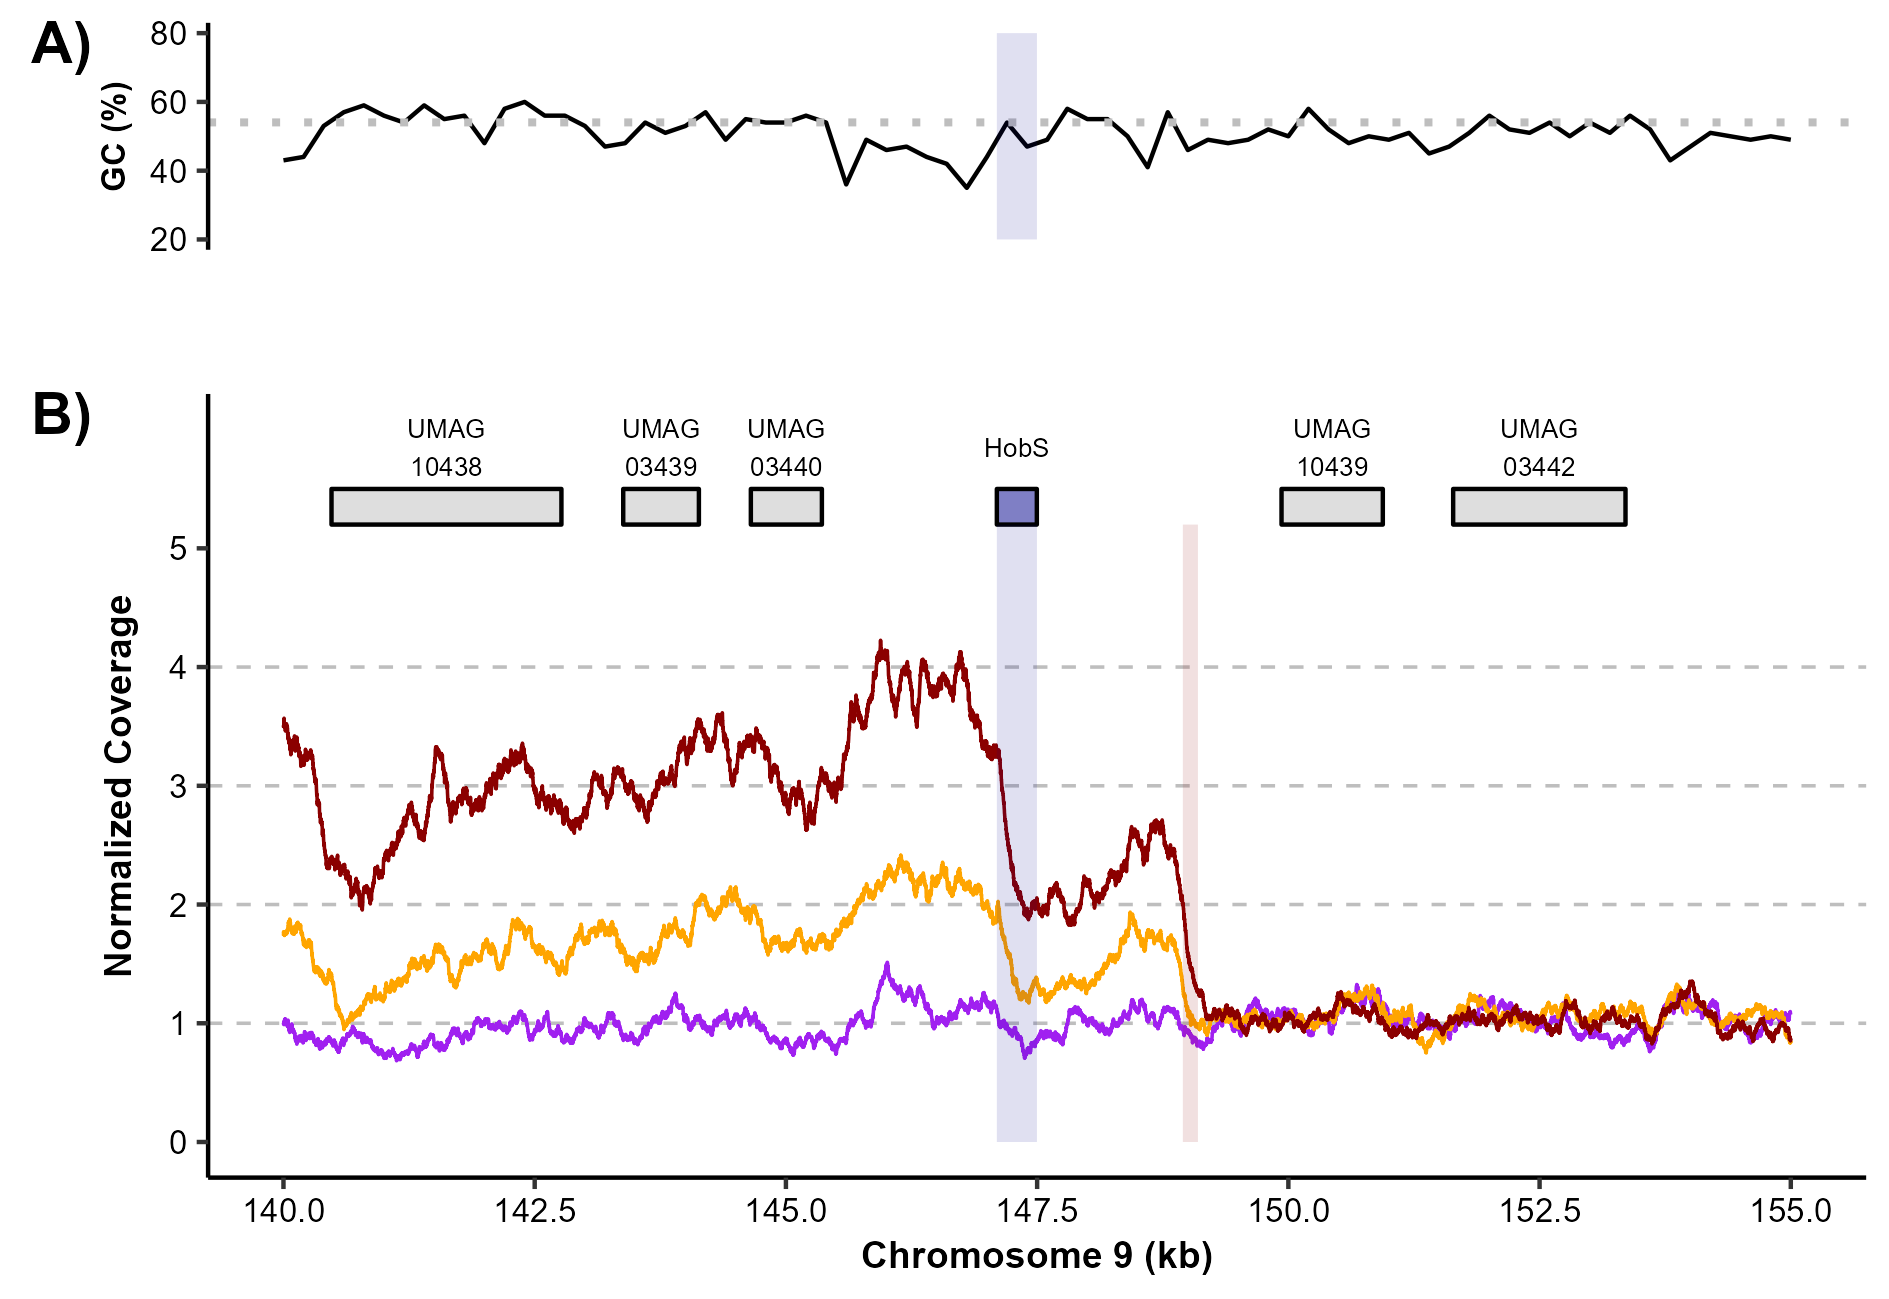 A)
GC (%)
80
60
40
20
B)
UMAG
10438
UMAG
03439
UMAG
03440
HobS
UMAG
10439
UMAG
03442
Normalized Coverage
5
4
3
2
1
0
140.0 142.5 145.0 147.5 150.0 152.5 155.0
Chromosome 9 (kb)